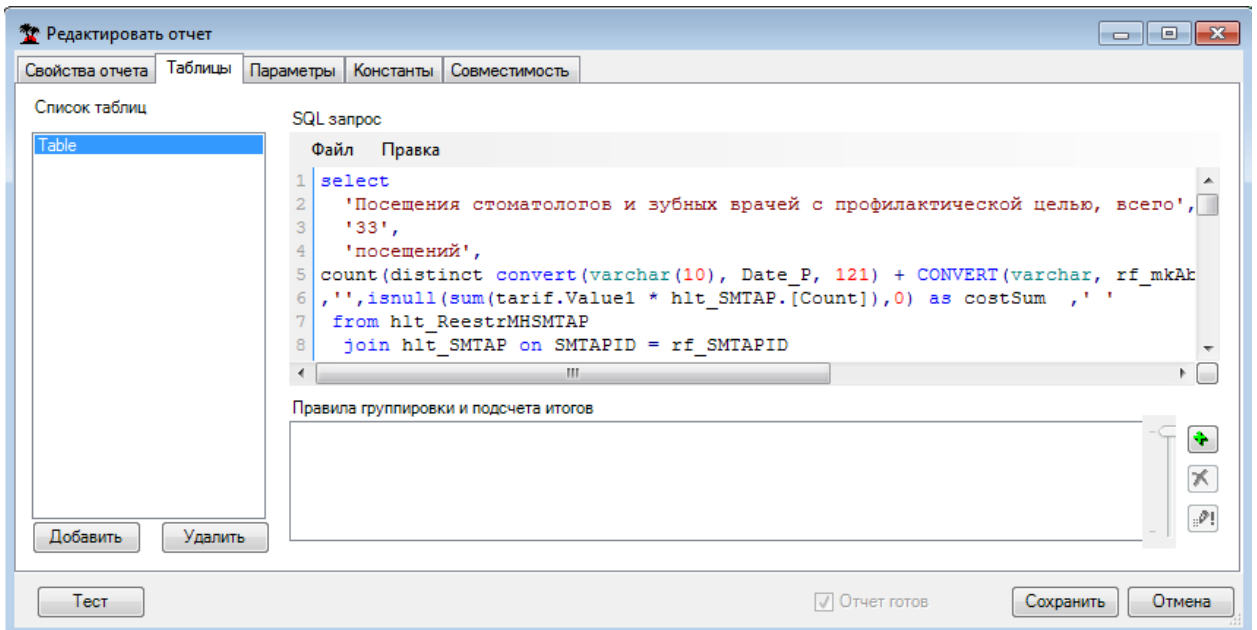 Редактировать отчет
Свойства отчета Таблицы Параметры Константы Совместимость
Список таблиц
Table
Добавить Удалить
SQL запрос
Файл Правка
1 select
2 'Посещения стоматологов и зубных врачей с профилактической целью, всего',
3 '33',
4 'посещений',
5 count(distinct convert(varchar(10), Date_P, 121) + CONVERT(varchar, rf_mkAb
6 ,'',isnull(sum(tarif.Value1 * hlt_SMTAP.[Count]),0) as costSum ,' '
7 from hlt_ReestrMHSMTAP
8 join hlt_SMTAP on SMTAPID = rf_SMTAPID
Правила группировки и подсчета итогов
Тест Отчет готов Сохранить Отмена